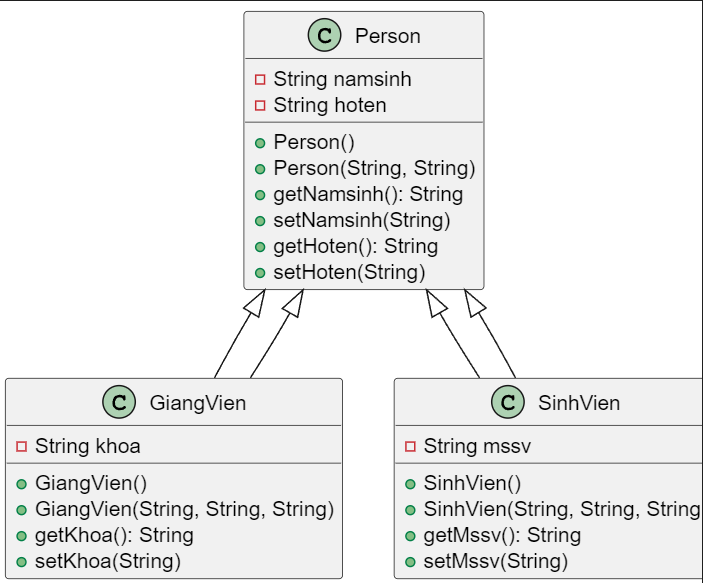 C Person
String namsinh
String hoten
Person()
Person(String, String)
getNamsinh(): String
setNamsinh(String)
getHoten(): String
setHoten(String)
C GiangVien
String khoa
GiangVien()
GiangVien(String, String, String)
getKhoa(): String
setKhoa(String)
C SinhVien
String mssv
SinhVien()
SinhVien(String, String, String
getMssv(): String
setMssv(String)